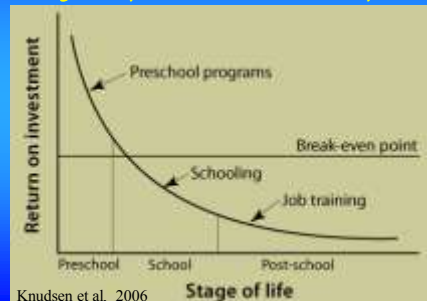 Preschool programs
Return on investment
Break-even point
Schooling
Job training
Preschool School Post-school
Knudsen et al, 2006 Stage of life